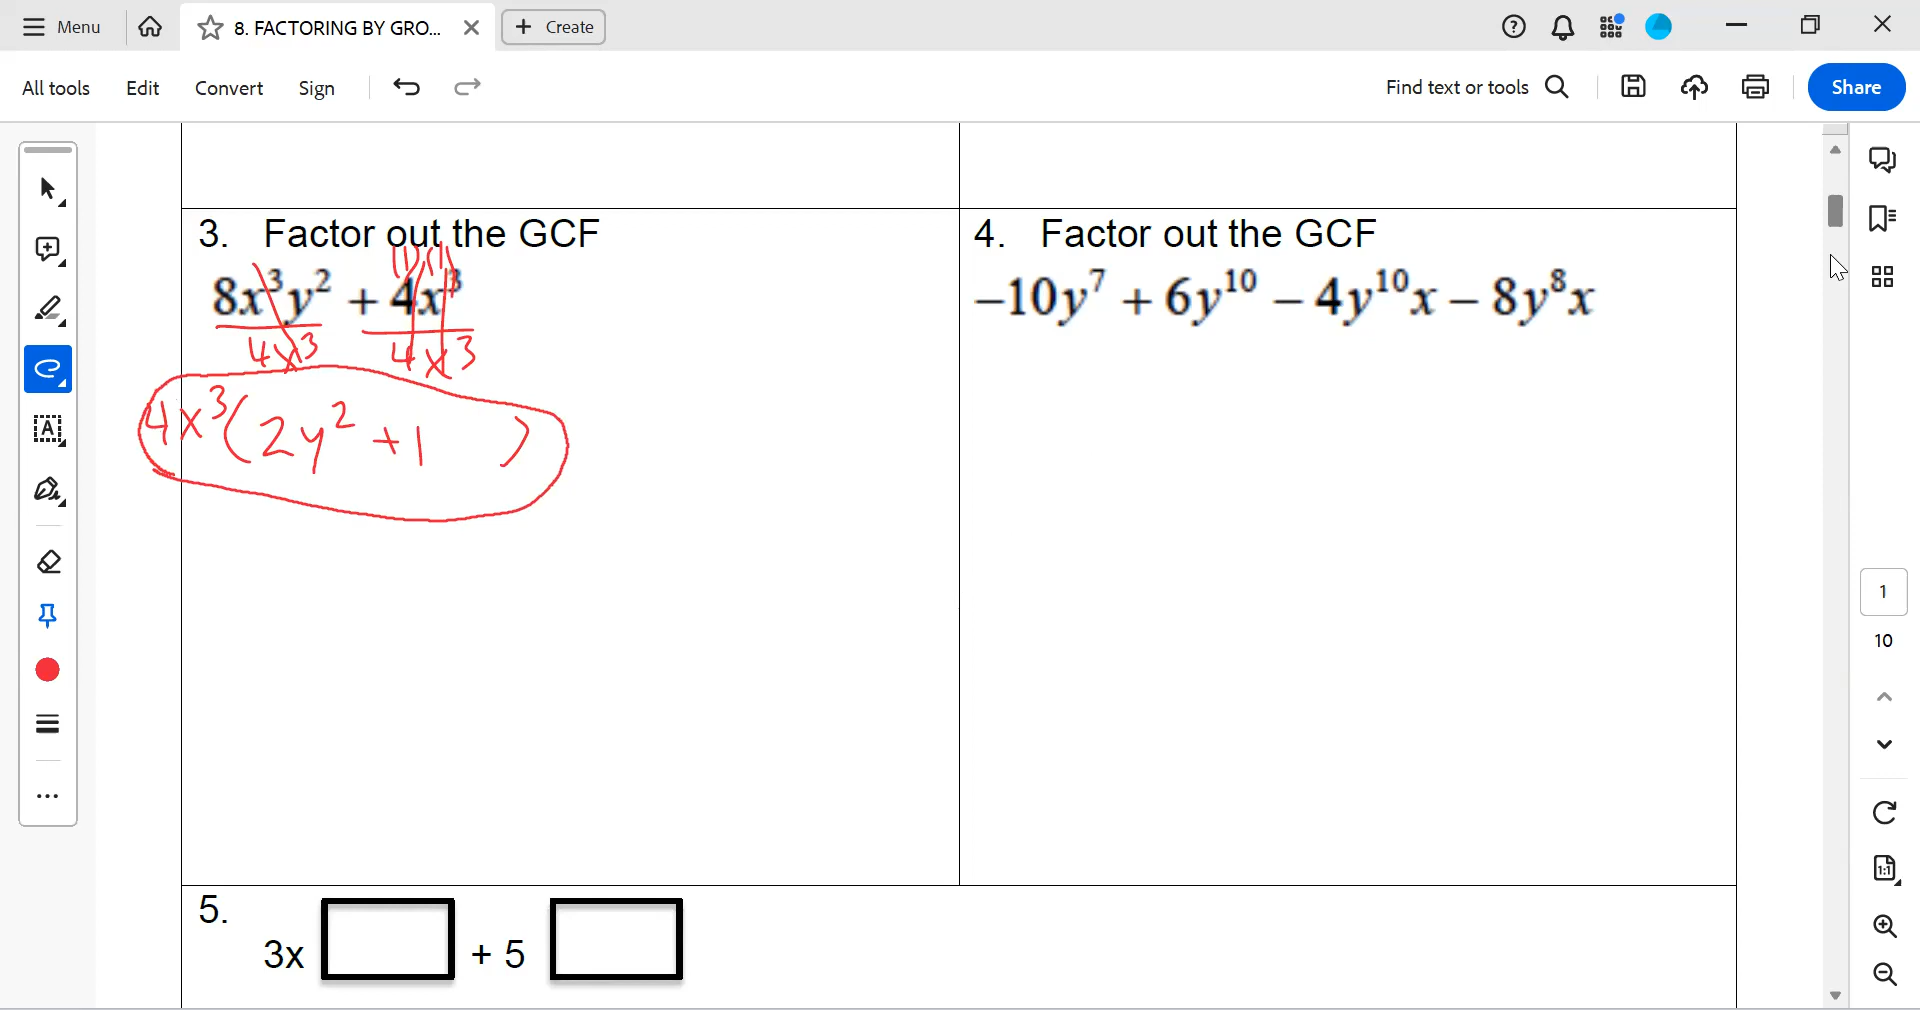 Menu
8. FACTORING BY GRO...
Create
All tools
Edit
Convert
Sign
Find text or tools
Share
3. Factor out the GCF
8x³y² + 4x³
4x³ 4x³
4x³(2y² + 1 )
4. Factor out the GCF
−10y⁷ + 6y¹⁰ − 4y¹⁰x − 8y⁸x
5.
3x + 5
A
1
10
1:1